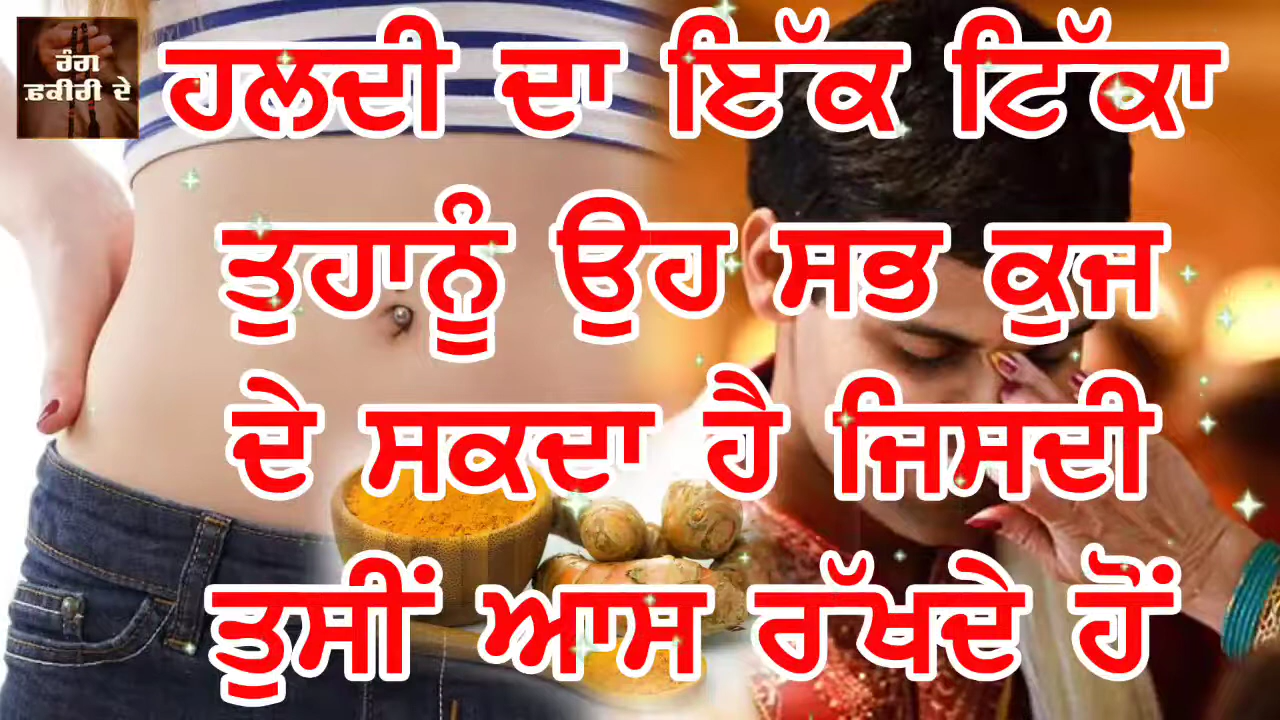 ਰੰਗ
ਫ਼ਕੀਰੀ ਦੇ
ਹਲਦੀ ਦਾ ਇੱਕ ਟਿੱਕਾ
ਤੁਹਾਨੂੰ ਉਹ ਸਭ ਕੁਜ
ਦੇ ਸਕਦਾ ਹੈ ਜਿਸਦੀ
ਤੁਸੀਂ ਆਸ ਰੱਖਦੇ ਹੋਂ